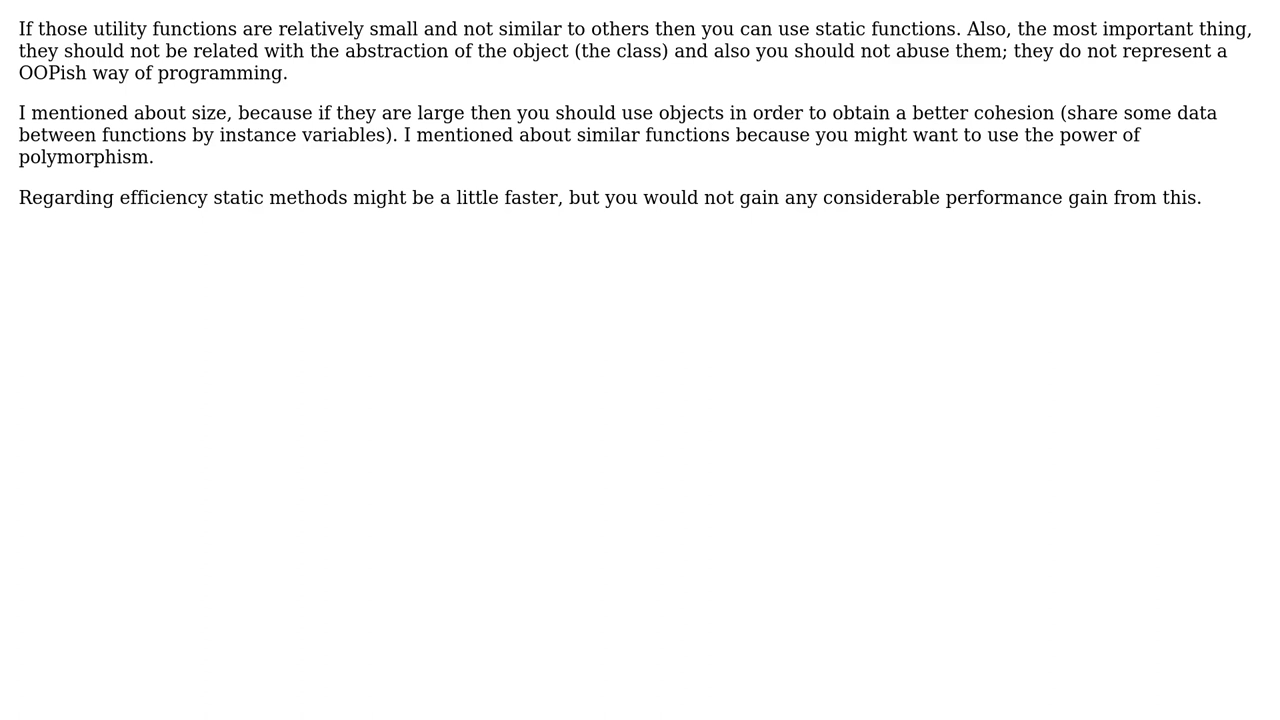 If those utility functions are relatively small and not similar to others then you can use static functions. Also, the most important thing,
they should not be related with the abstraction of the object (the class) and also you should not abuse them; they do not represent a
OOPish way of programming.
I mentioned about size, because if they are large then you should use objects in order to obtain a better cohesion (share some data
between functions by instance variables). I mentioned about similar functions because you might want to use the power of
polymorphism.
Regarding efficiency static methods might be a little faster, but you would not gain any considerable performance gain from this.